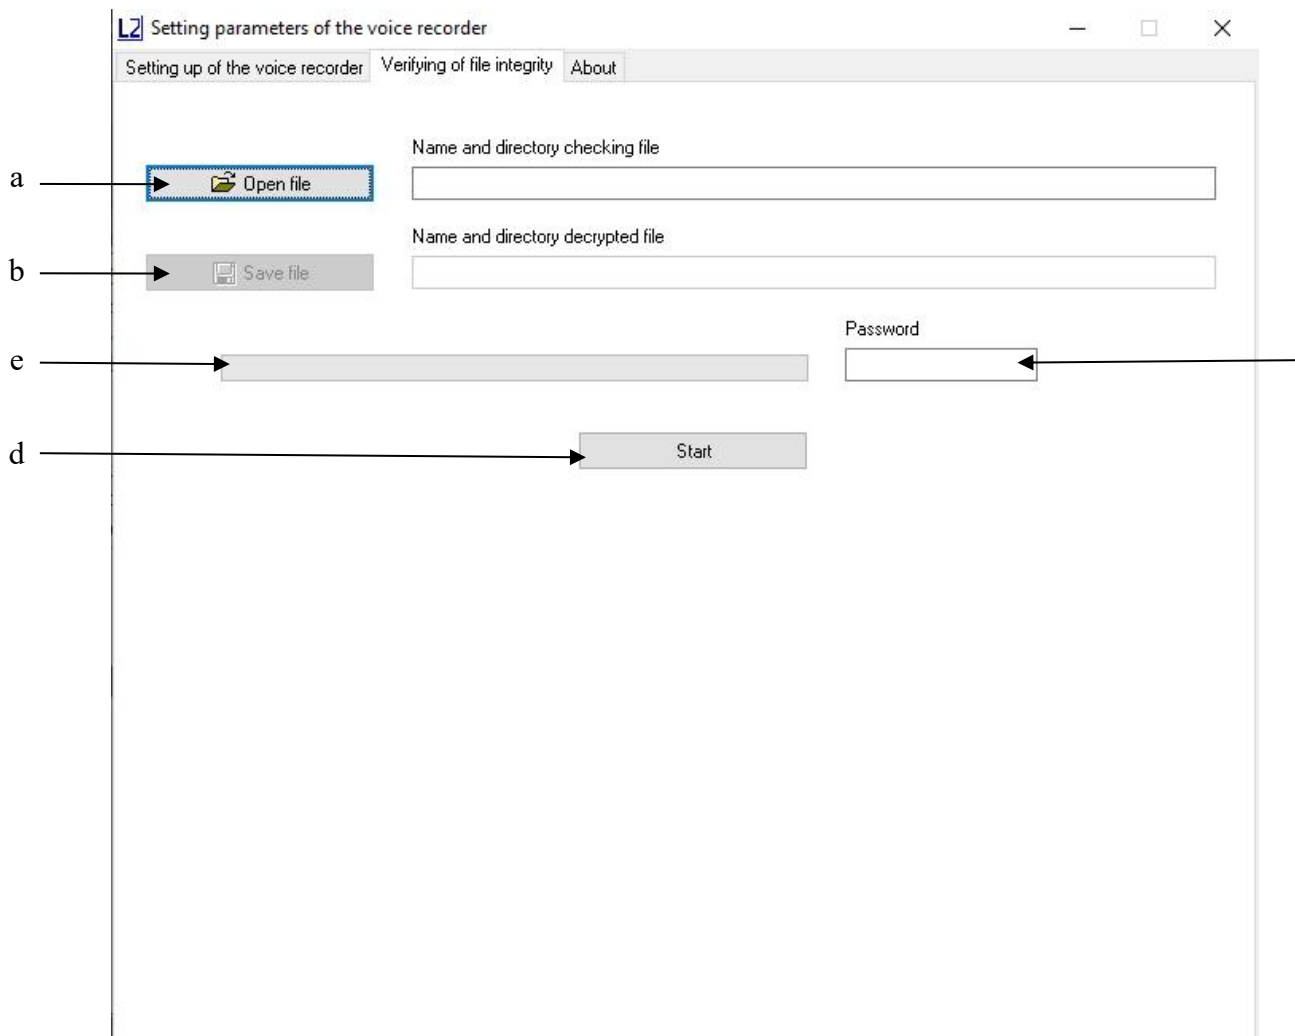 L2 Setting parameters of the voice recorder
Setting up of the voice recorder Verifying of file integrity About
Name and directory checking file
a Open file
Name and directory decrypted file
b Save file
Password
e
Start
d